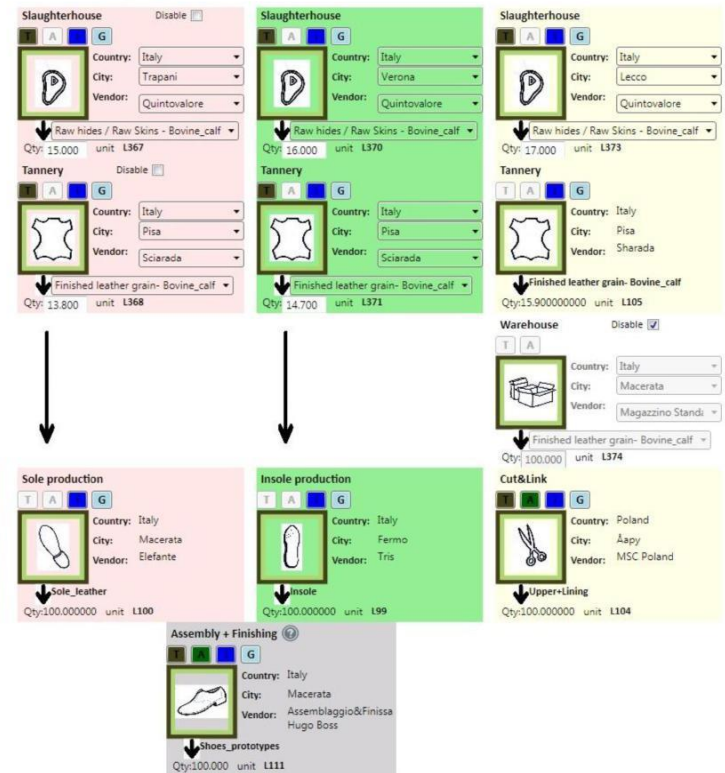 Slaughterhouse Disable
T A G
Country: Italy
City: Trapani
Vendor: Quintovalore
Raw hides / Raw Skins - Bovine_calf
Qty: 15.000 unit L367
Tannery Disable
T A G
Country: Italy
City: Pisa
Vendor: Sciarada
Finished leather grain- Bovine_calf
Qty: 13.800 unit L368
Sole production
T A G
Country: Italy
City: Macerata
Vendor: Elefante
Sole_leather
Qty:100.000000 unit L100
Slaughterhouse
T A G
Country: Italy
City: Verona
Vendor: Quintovalore
Raw hides / Raw Skins - Bovine_calf
Qty: 16.000 unit L370
Tannery
T A G
Country: Italy
City: Pisa
Vendor: Sciarada
Finished leather grain- Bovine_calf
Qty: 14.700 unit L371
Insole production
T A G
Country: Italy
City: Fermo
Vendor: Tris
Insole
Qty:100.000000 unit L99
Slaughterhouse
T A G
Country: Italy
City: Lecco
Vendor: Quintovalore
Raw hides / Raw Skins - Bovine_calf
Qty: 17.000 unit L373
Tannery
T A G
Country: Italy
City: Pisa
Vendor: Sharada
Finished leather grain- Bovine_calf
Qty:15.900000000 unit L105
Warehouse Disable
T A
Country: Italy
City: Macerata
Vendor: Magazzino Standa
Finished leather grain- Bovine_calf
Qty: 100.000 unit L374
Cut&Link
T A G
Country: Poland
City: Åapy
Vendor: MSC Poland
Upper+Lining
Qty:100.000000 unit L104
Assembly + Finishing ?
T A G
Country: Italy
City: Macerata
Vendor: Assemblaggio&Finissa
Hugo Boss
Shoes_prototypes
Qty:100.000 unit L111